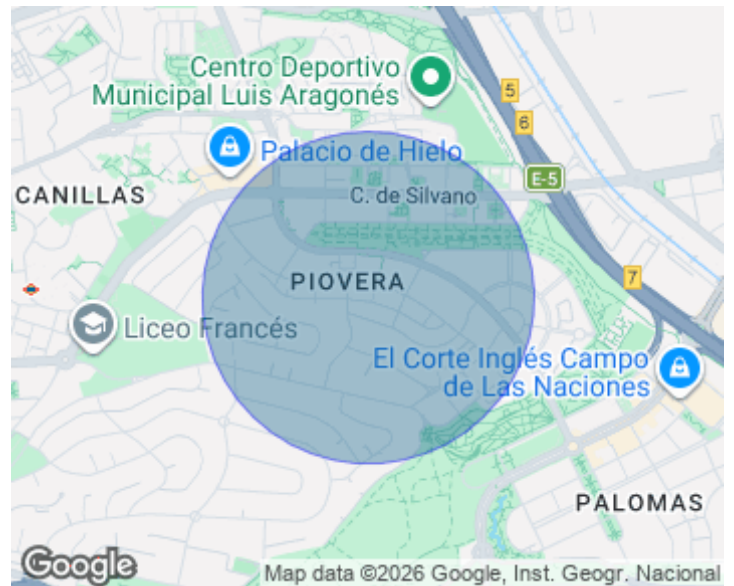 Centro Deportivo
Municipal Luis Aragonés
5
6
Palacio de Hielo
E-5
CANILLAS
C. de Silvano
PIOVERA
7
Liceo Francés
El Corte Inglés Campo
de Las Naciones
PALOMAS
Google
Map data ©2026 Google, Inst. Geogr. Nacional